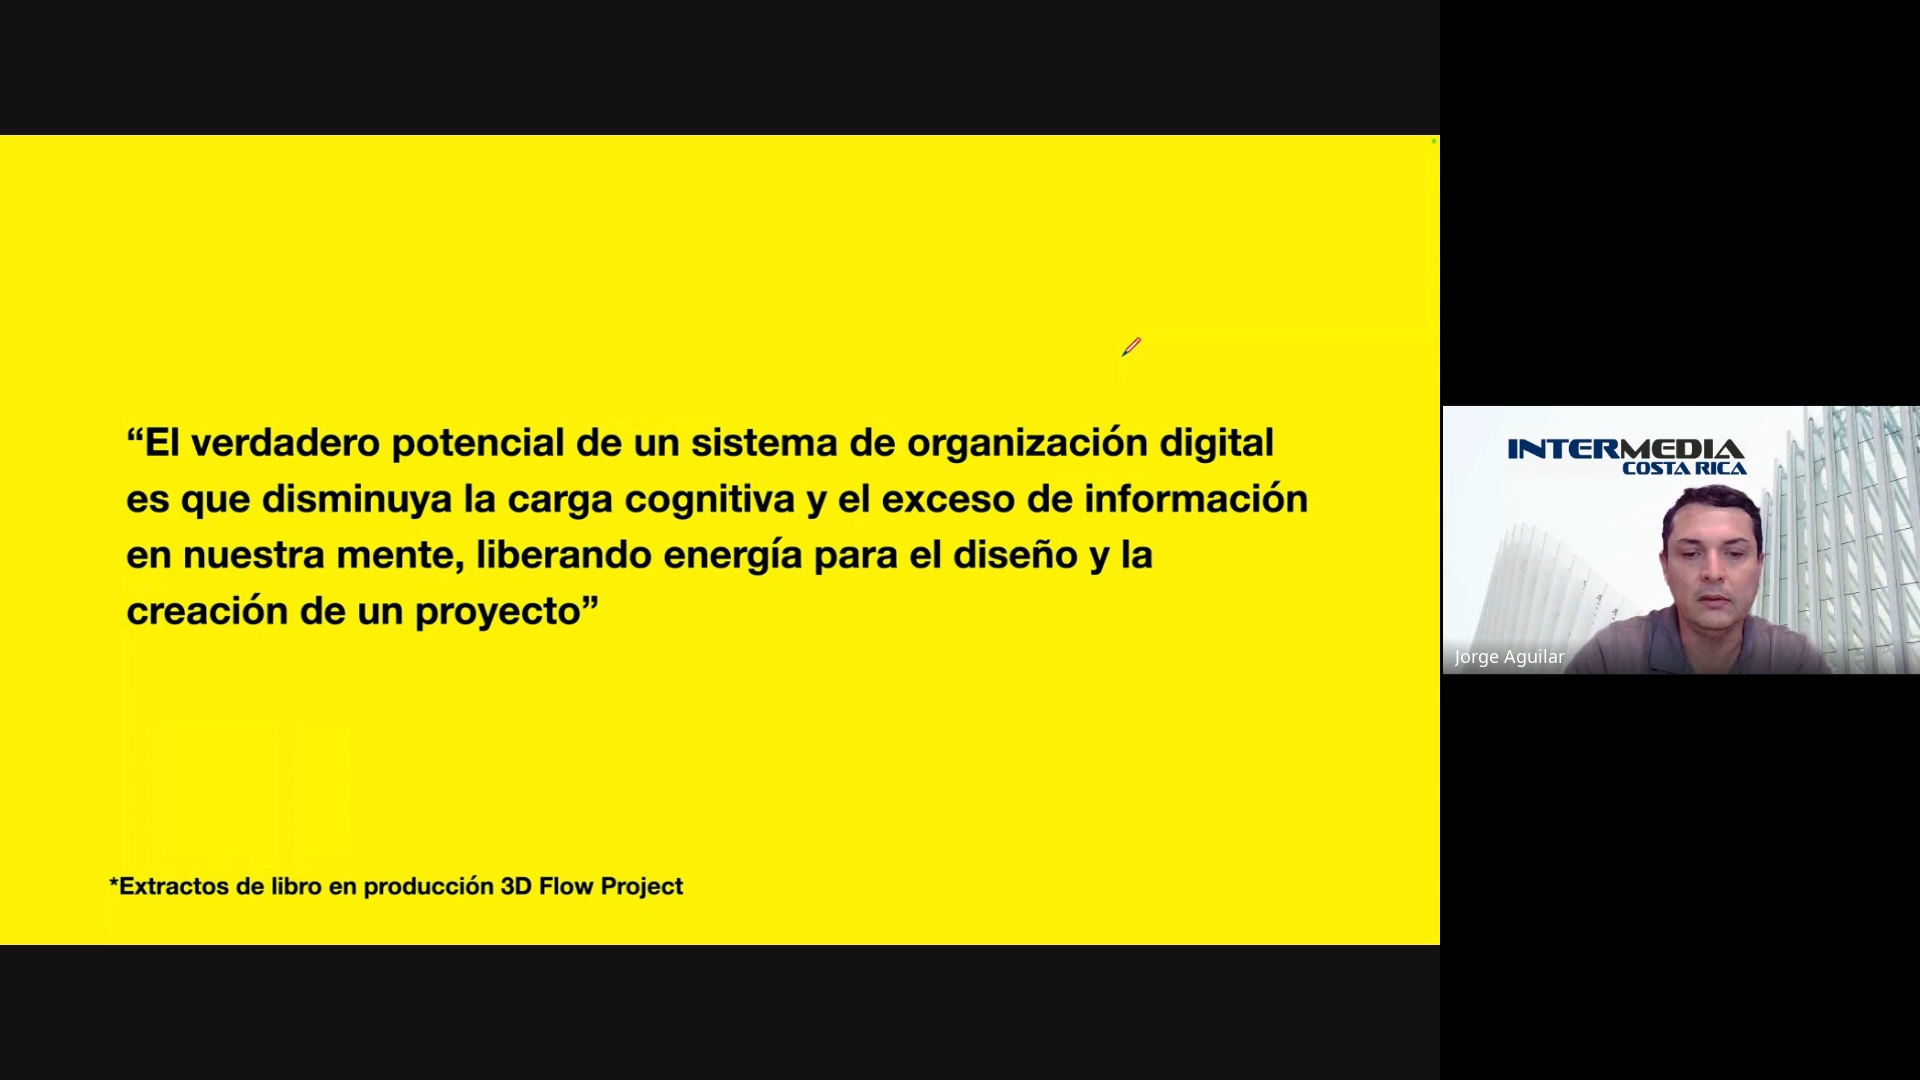 “El verdadero potencial de un sistema de organización digital
es que disminuya la carga cognitiva y el exceso de información
en nuestra mente, liberando energía para el diseño y la
creación de un proyecto”
*Extractos de libro en producción 3D Flow Project
INTERMEDIA
COSTA RICA
Jorge Aguilar